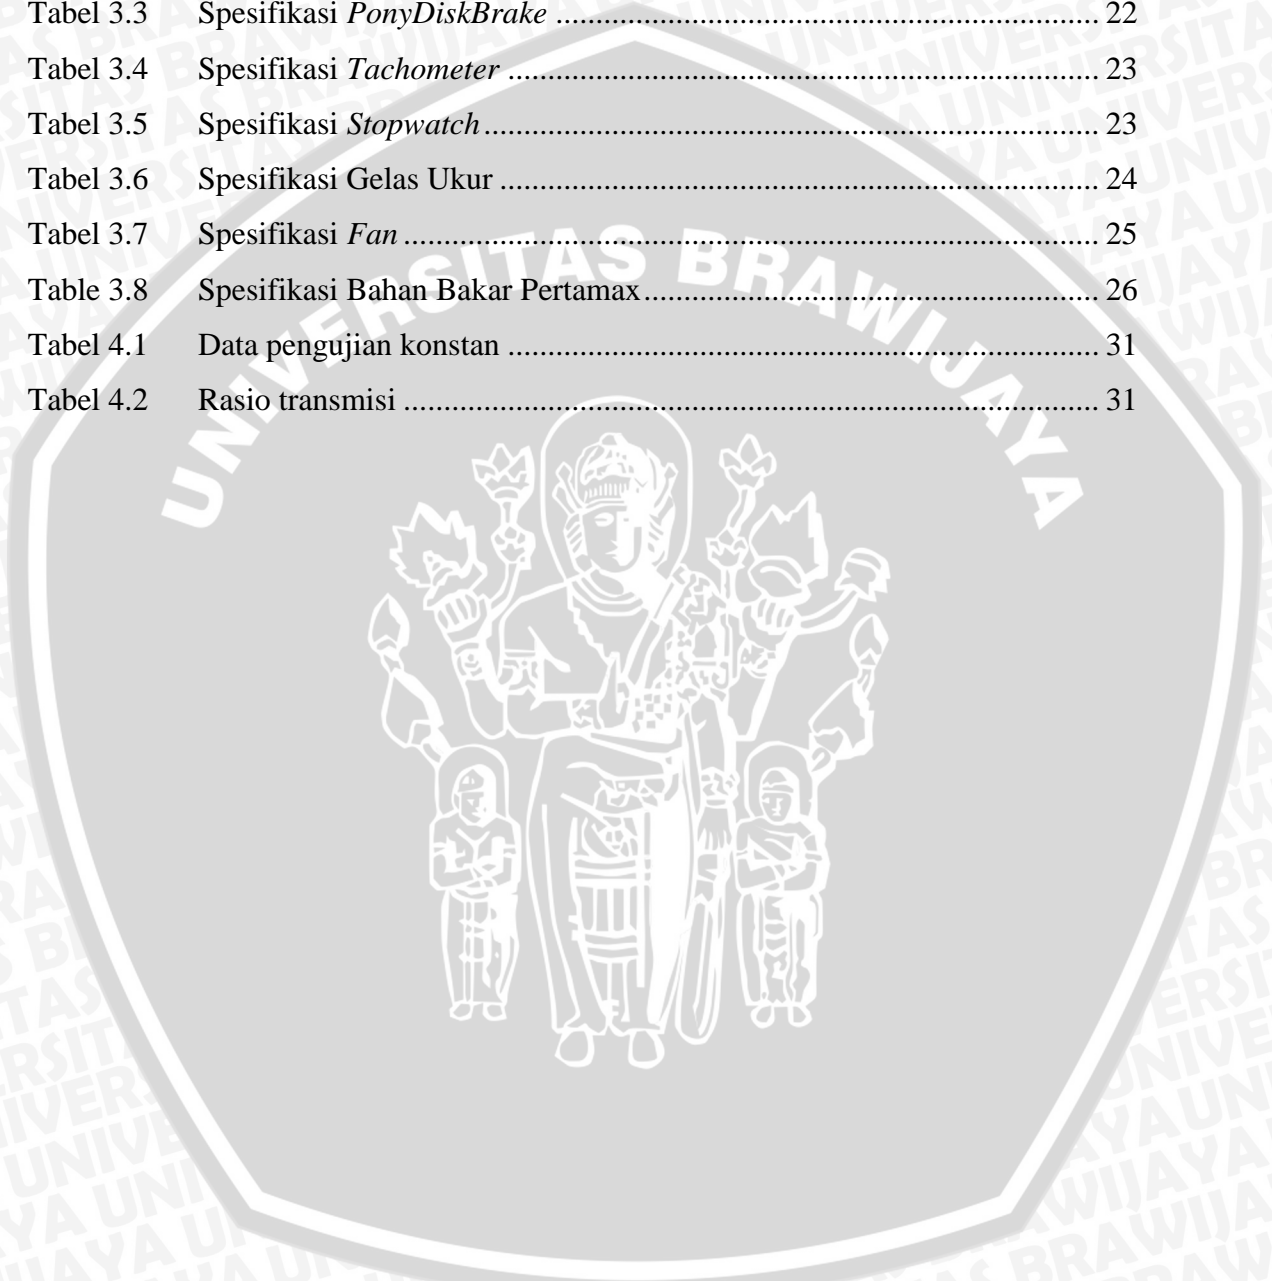 Tabel 3.3 Spesifikasi PonyDiskBrake ........................................ 22
Tabel 3.4 Spesifikasi Tachometer ........................................ 23
Tabel 3.5 Spesifikasi Stopwatch ........................................ 23
Tabel 3.6 Spesifikasi Gelas Ukur ........................................ 24
Tabel 3.7 Spesifikasi Fan ........................................ 25
Table 3.8 Spesifikasi Bahan Bakar Pertamax ........................................ 26
Tabel 4.1 Data pengujian konstan ........................................ 31
Tabel 4.2 Rasio transmisi ........................................ 31
UNIVERSITAS BRAWIJAYA